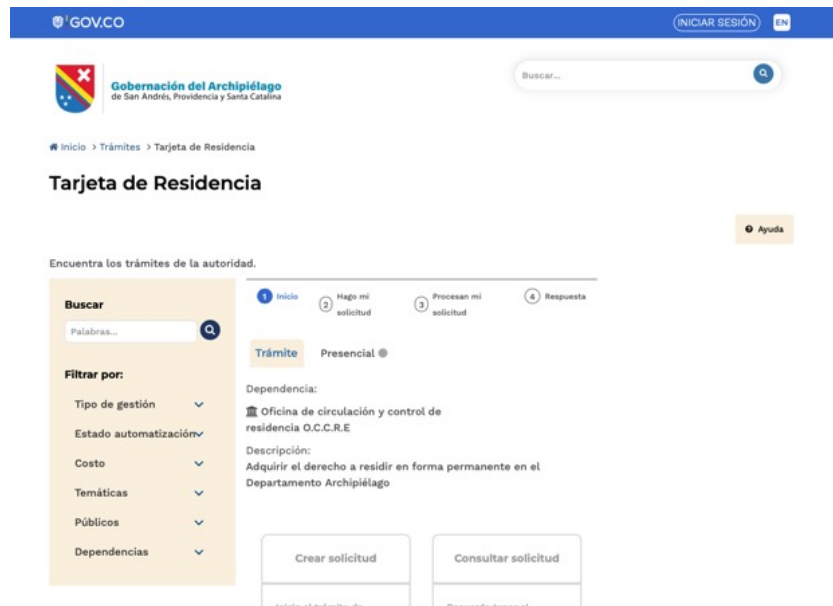 GOV.CO
INICIAR SESIÓN
EN
Gobernación del Archipiélago
de San Andrés, Providencia y Santa Catalina
Buscar...
Inicio > Trámites > Tarjeta de Residencia
Tarjeta de Residencia
Ayuda
Encuentra los trámites de la autoridad.
Buscar
Palabras...
Filtrar por:
Tipo de gestión
Estado automatización
Costo
Temáticas
Públicos
Dependencias
1 Inicio
2 Hago mi
solicitud
3 Procesan mi
solicitud
4 Respuesta
Trámite
Presencial
Dependencia:
Oficina de circulación y control de
residencia O.C.C.R.E
Descripción:
Adquirir el derecho a residir en forma permanente en el
Departamento Archipiélago
Crear solicitud
Consultar solicitud